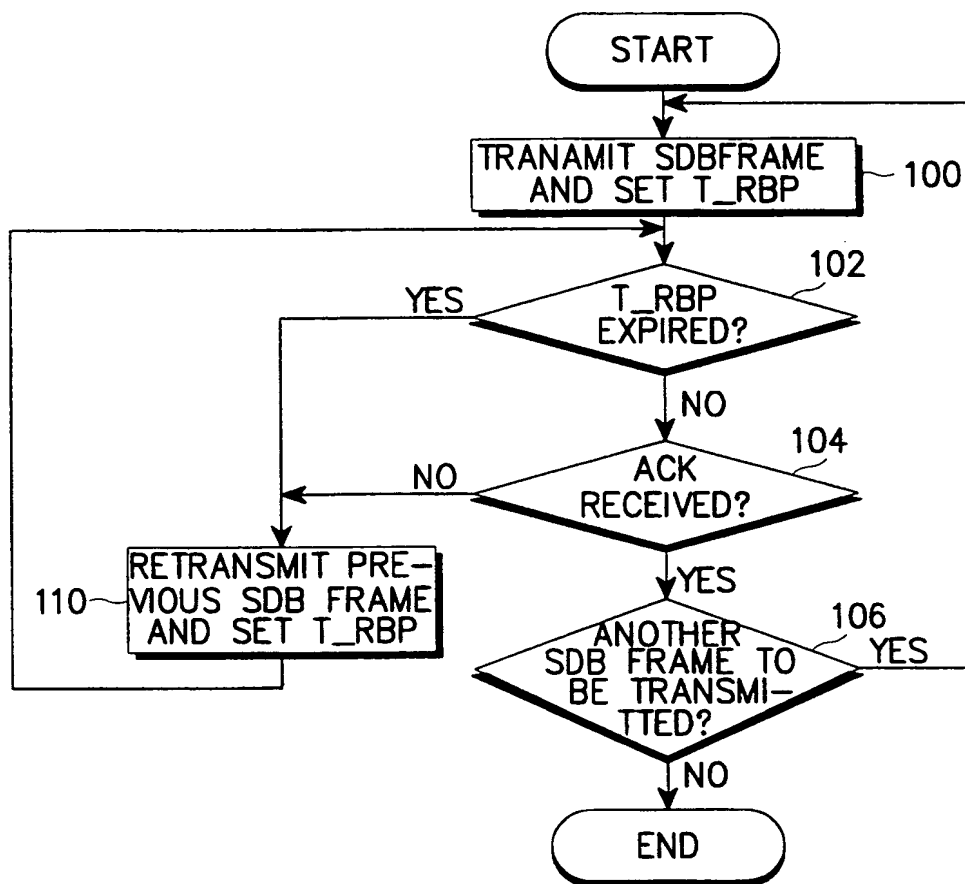 START
TRANAMIT SDBFRAME
AND SET T_RBP
100
102
YES
T_RBP
EXPIRED?
NO
104
NO
ACK
RECEIVED?
110
RETRANSMIT PRE-
VIOUS SDB FRAME
AND SET T_RBP
YES
106
ANOTHER
SDB FRAME TO
BE TRANSMI-
TTED?
YES
NO
END